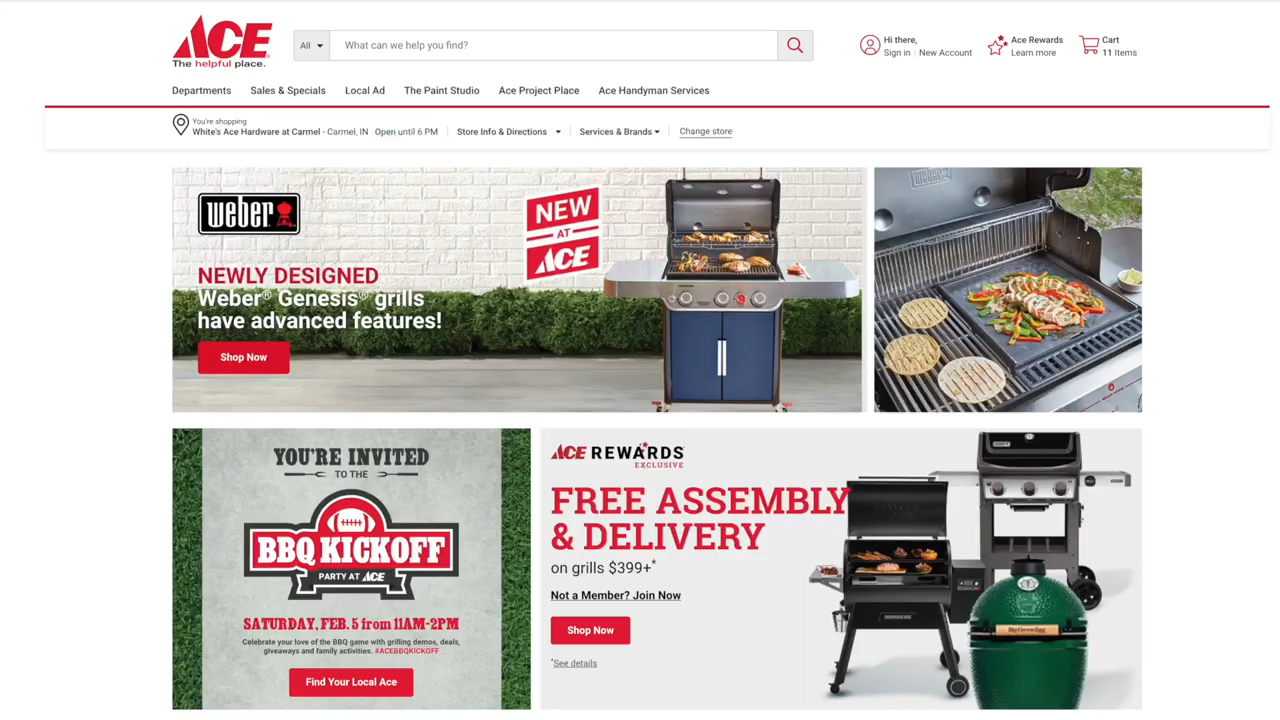 ACE
The helpful place.
All
What can we help you find?
Hi there,
Sign in | New Account
Ace Rewards
Learn more
Cart
11 Items
Departments
Sales & Specials
Local Ad
The Paint Studio
Ace Project Place
Ace Handyman Services
You're shopping
White's Ace Hardware at Carmel - Carmel, IN Open until 6 PM
Store Info & Directions
Services & Brands
Change store
weber
NEW
AT
ACE
NEWLY DESIGNED
Weber® Genesis® grills
have advanced features!
Shop Now
weber
YOU'RE INVITED
TO THE
BBQ KICKOFF
PARTY AT ACE
SATURDAY, FEB. 5 from 11AM-2PM
Celebrate your love of the BBQ game with grilling demos, deals,
giveaways and family activities. #ACEBBQKICKOFF
Find Your Local Ace
ACE REWARDS
EXCLUSIVE
FREE ASSEMBLY
& DELIVERY
on grills $399+*
Not a Member? Join Now
Shop Now
*See details
Big Green Egg